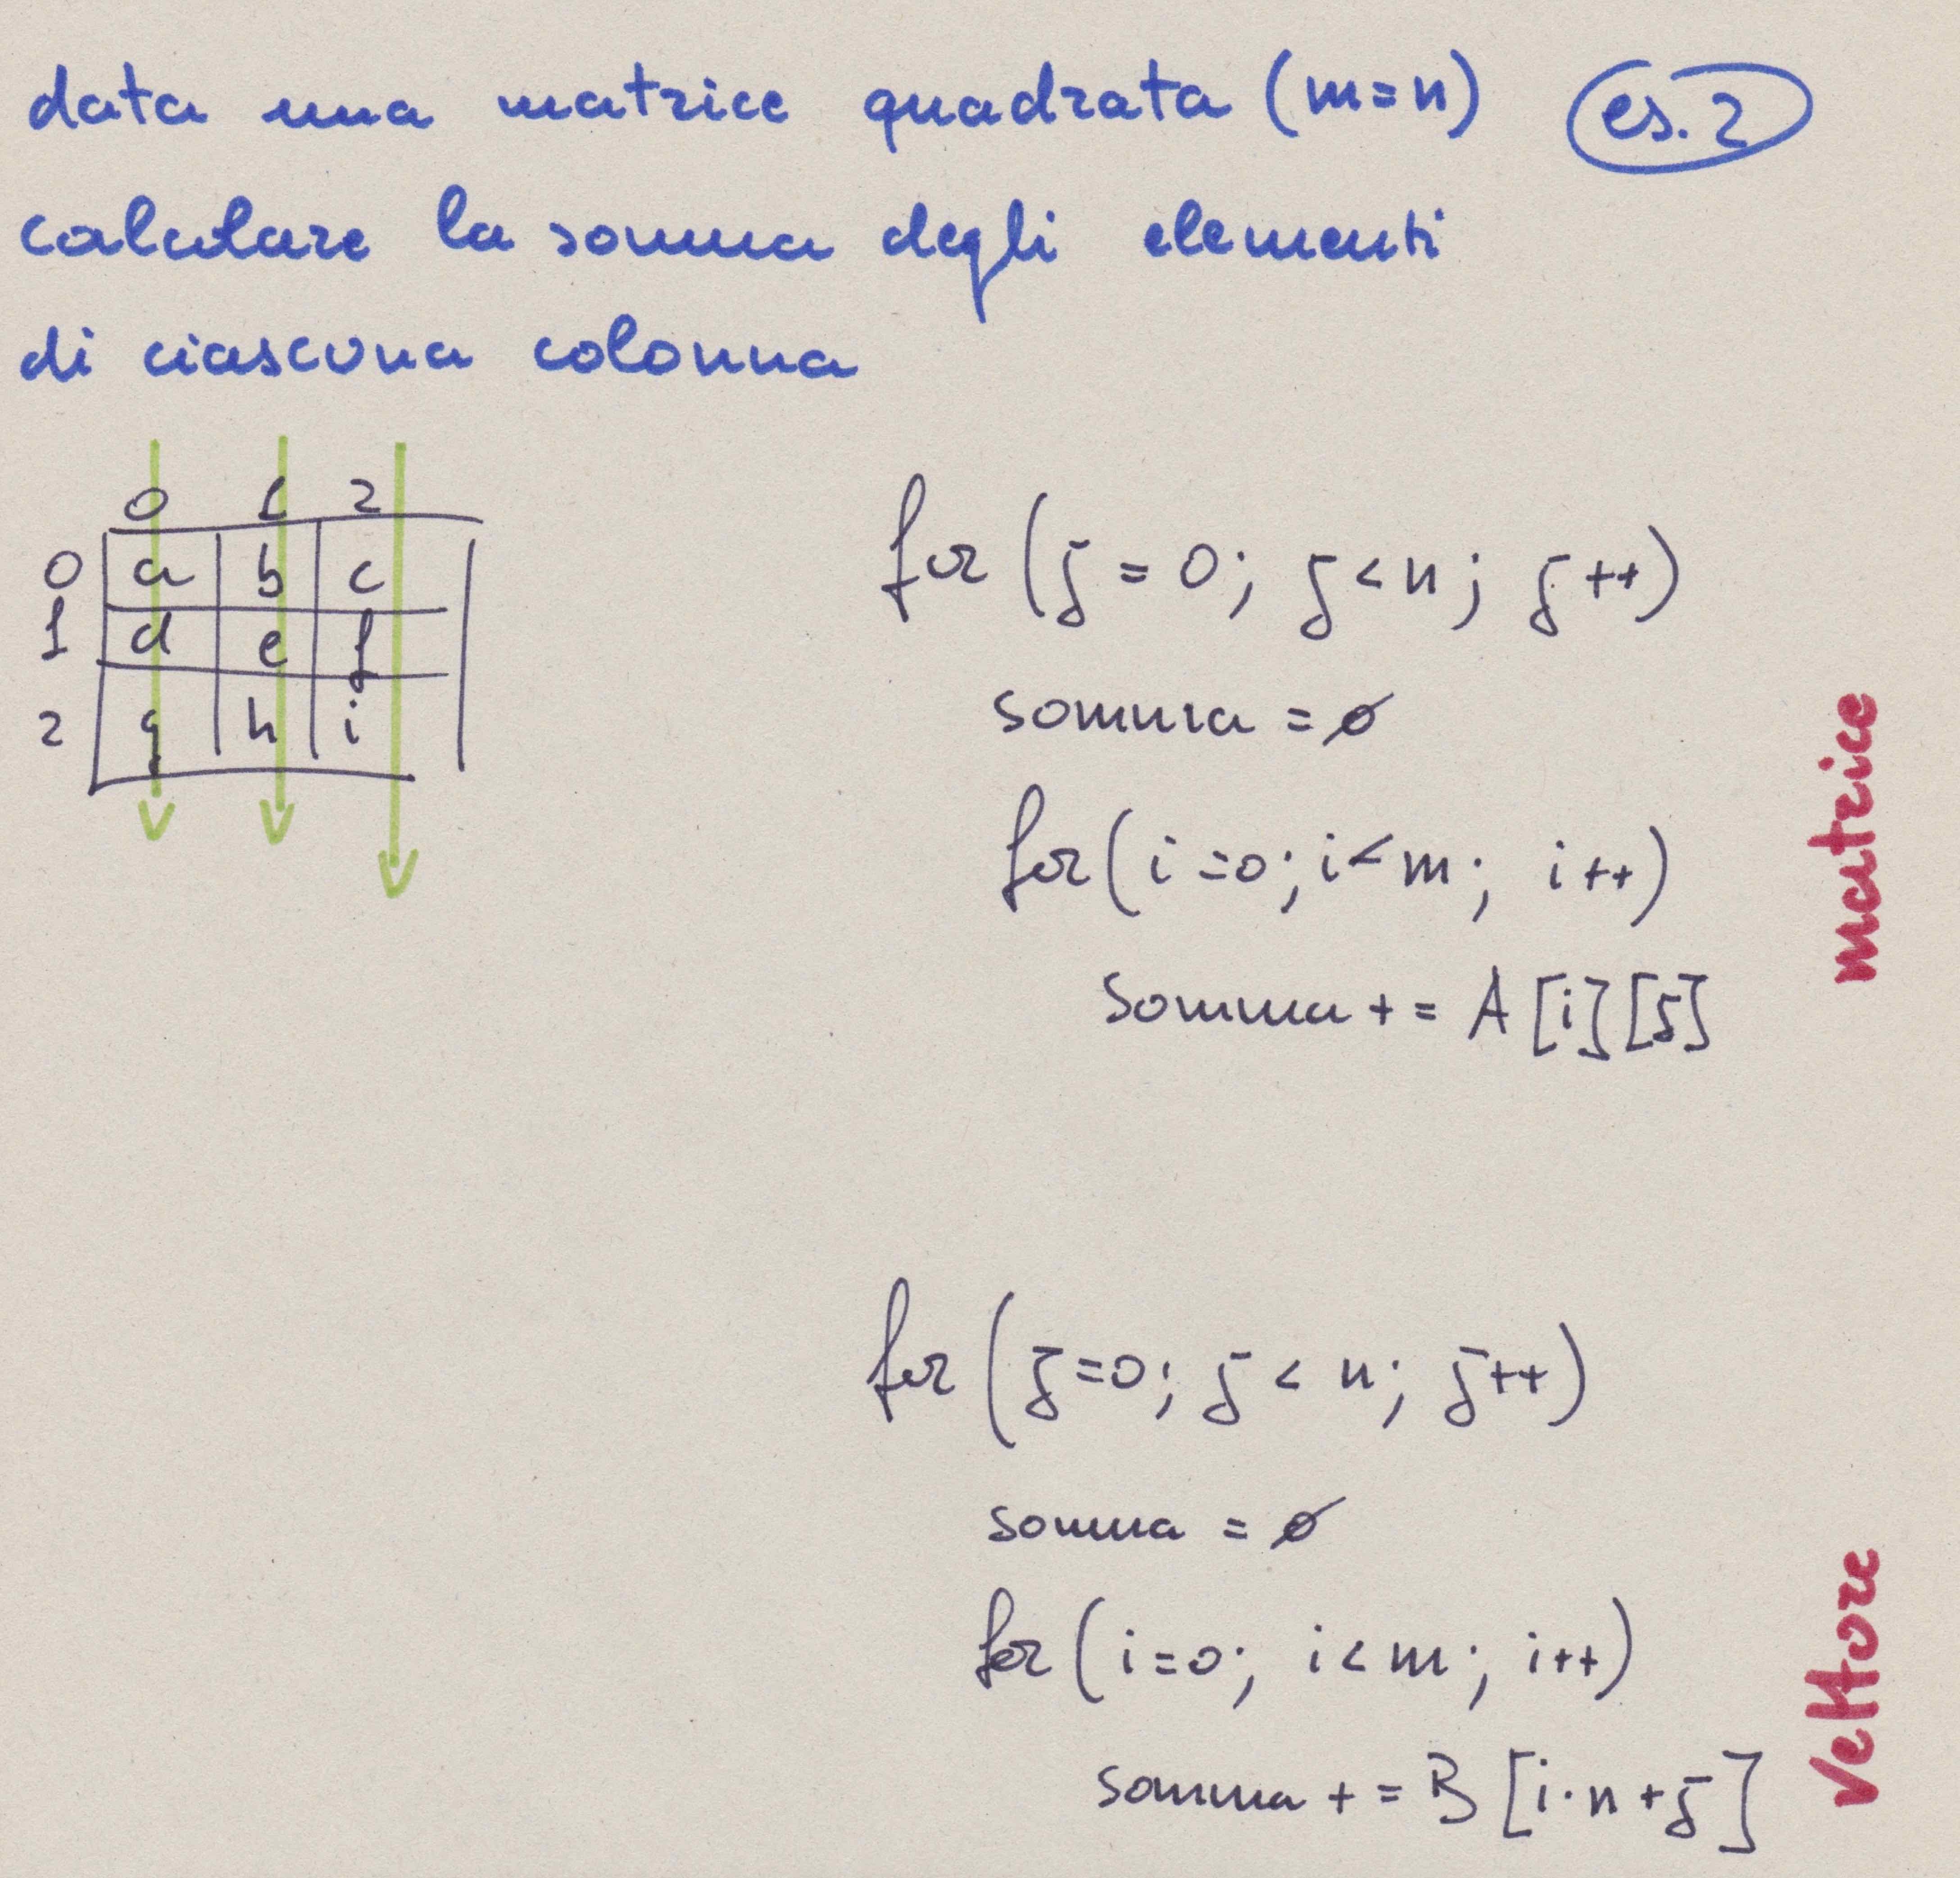 data una matrice quadrata (m=n) es. 2
calcolare la somma degli elementi
di ciascuna colonna
0 1 2
0 a b c
1 d e f
2 g h i
for (j = 0; j < n; j++)
somma = ø
for (i = 0; i < m; i++)
somma += A[i][j]
matrice
for (j=0; j < n; j++)
somma = ø
for (i=0; i < m; i++)
somma += B[i·n+j]
vettore